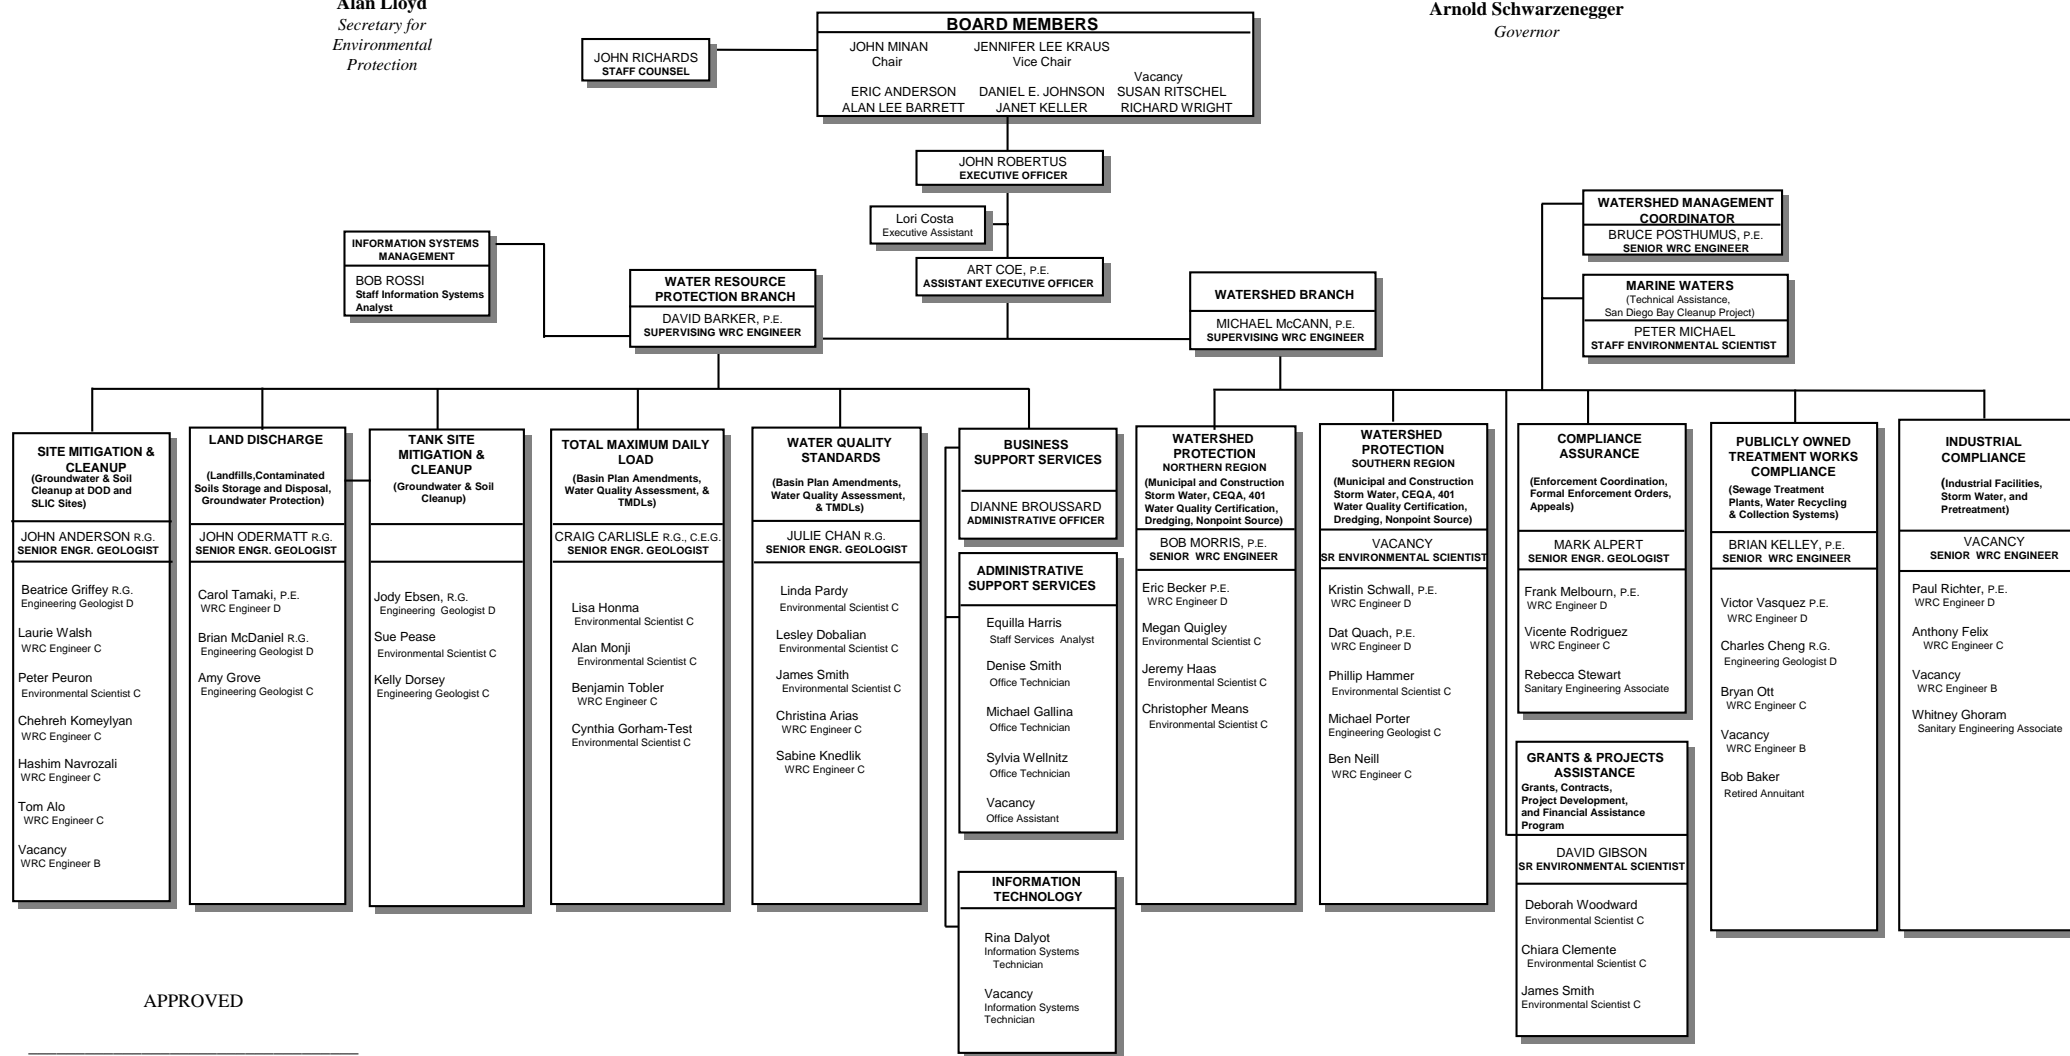 Alan Lloyd
Secretary for
Environmental
Protection
Arnold Schwarzenegger
Governor
BOARD MEMBERS
JOHN MINAN JENNIFER LEE KRAUS
Chair Vice Chair
Vacancy
ERIC ANDERSON DANIEL E. JOHNSON SUSAN RITSCHEL
ALAN LEE BARRETT JANET KELLER RICHARD WRIGHT
JOHN RICHARDS
STAFF COUNSEL
JOHN ROBERTUS
EXECUTIVE OFFICER
Lori Costa
Executive Assistant
ART COE, P.E.
ASSISTANT EXECUTIVE OFFICER
INFORMATION SYSTEMS
MANAGEMENT
BOB ROSSI
Staff Information Systems
Analyst
WATER RESOURCE
PROTECTION BRANCH
DAVID BARKER, P.E.
SUPERVISING WRC ENGINEER
WATERSHED BRANCH
MICHAEL McCANN, P.E.
SUPERVISING WRC ENGINEER
WATERSHED MANAGEMENT
COORDINATOR
BRUCE POSTHUMUS, P.E.
SENIOR WRC ENGINEER
MARINE WATERS
(Technical Assistance,
San Diego Bay Cleanup Project)
PETER MICHAEL
STAFF ENVIRONMENTAL SCIENTIST
SITE MITIGATION &
CLEANUP
(Groundwater & Soil
Cleanup at DOD and
SLIC Sites)
JOHN ANDERSON R.G.
SENIOR ENGR. GEOLOGIST
Beatrice Griffey R.G.
Engineering Geologist D
Laurie Walsh
WRC Engineer C
Peter Peuron
Environmental Scientist C
Chehreh Komeylyan
WRC Engineer C
Hashim Navrozali
WRC Engineer C
Tom Alo
WRC Engineer C
Vacancy
WRC Engineer B
LAND DISCHARGE
(Landfills,Contaminated
Soils Storage and Disposal,
Groundwater Protection)
JOHN ODERMATT R.G.
SENIOR ENGR. GEOLOGIST
Carol Tamaki, P.E.
WRC Engineer D
Brian McDaniel R.G.
Engineering Geologist D
Amy Grove
Engineering Geologist C
TANK SITE
MITIGATION &
CLEANUP
(Groundwater & Soil
Cleanup)
Jody Ebsen, R.G.
Engineering Geologist D
Sue Pease
Environmental Scientist C
Kelly Dorsey
Engineering Geologist C
TOTAL MAXIMUM DAILY
LOAD
(Basin Plan Amendments,
Water Quality Assessment, &
TMDLs)
CRAIG CARLISLE R.G., C.E.G.
SENIOR ENGR. GEOLOGIST
Lisa Honma
Environmental Scientist C
Alan Monji
Environmental Scientist C
Benjamin Tobler
WRC Engineer C
Cynthia Gorham-Test
Environmental Scientist C
WATER QUALITY
STANDARDS
(Basin Plan Amendments,
Water Quality Assessment,
& TMDLs)
JULIE CHAN R.G.
SENIOR ENGR. GEOLOGIST
Linda Pardy
Environmental Scientist C
Lesley Dobalian
Environmental Scientist C
James Smith
Environmental Scientist C
Christina Arias
WRC Engineer C
Sabine Knedlik
WRC Engineer C
BUSINESS
SUPPORT SERVICES
DIANNE BROUSSARD
ADMINISTRATIVE OFFICER
ADMINISTRATIVE
SUPPORT SERVICES
Equilla Harris
Staff Services Analyst
Denise Smith
Office Technician
Michael Gallina
Office Technician
Sylvia Wellnitz
Office Technician
Vacancy
Office Assistant
INFORMATION
TECHNOLOGY
Rina Dalyot
Information Systems
Technician
Vacancy
Information Systems
Technician
WATERSHED
PROTECTION
NORTHERN REGION
(Municipal and Construction
Storm Water, CEQA, 401
Water Quality Certification,
Dredging, Nonpoint Source)
BOB MORRIS, P.E.
SENIOR WRC ENGINEER
Eric Becker P.E.
WRC Engineer D
Megan Quigley
Environmental Scientist C
Jeremy Haas
Environmental Scientist C
Christopher Means
Environmental Scientist C
WATERSHED
PROTECTION
SOUTHERN REGION
(Municipal and Construction
Storm Water, CEQA, 401
Water Quality Certification,
Dredging, Nonpoint Source)
VACANCY
SR ENVIRONMENTAL SCIENTIST
Kristin Schwall, P.E.
WRC Engineer D
Dat Quach, P.E.
WRC Engineer D
Phillip Hammer
Environmental Scientist C
Michael Porter
Engineering Geologist C
Ben Neill
WRC Engineer C
COMPLIANCE
ASSURANCE
(Enforcement Coordination,
Formal Enforcement Orders,
Appeals)
MARK ALPERT
SENIOR ENGR. GEOLOGIST
Frank Melbourn, P.E.
WRC Engineer D
Vicente Rodriguez
WRC Engineer C
Rebecca Stewart
Sanitary Engineering Associate
GRANTS & PROJECTS
ASSISTANCE
Grants, Contracts,
Project Development,
and Financial Assistance
Program
DAVID GIBSON
SR ENVIRONMENTAL SCIENTIST
Deborah Woodward
Environmental Scientist C
Chiara Clemente
Environmental Scientist C
James Smith
Environmental Scientist C
PUBLICLY OWNED
TREATMENT WORKS
COMPLIANCE
(Sewage Treatment
Plants, Water Recycling
& Collection Systems)
BRIAN KELLEY, P.E.
SENIOR WRC ENGINEER
Victor Vasquez P.E.
WRC Engineer D
Charles Cheng R.G.
Engineering Geologist D
Bryan Ott
WRC Engineer C
Vacancy
WRC Engineer B
Bob Baker
Retired Annuitant
INDUSTRIAL
COMPLIANCE
(Industrial Facilities,
Storm Water, and
Pretreatment)
VACANCY
SENIOR WRC ENGINEER
Paul Richter, P.E.
WRC Engineer D
Anthony Felix
WRC Engineer C
Vacancy
WRC Engineer B
Whitney Ghoram
Sanitary Engineering Associate
APPROVED